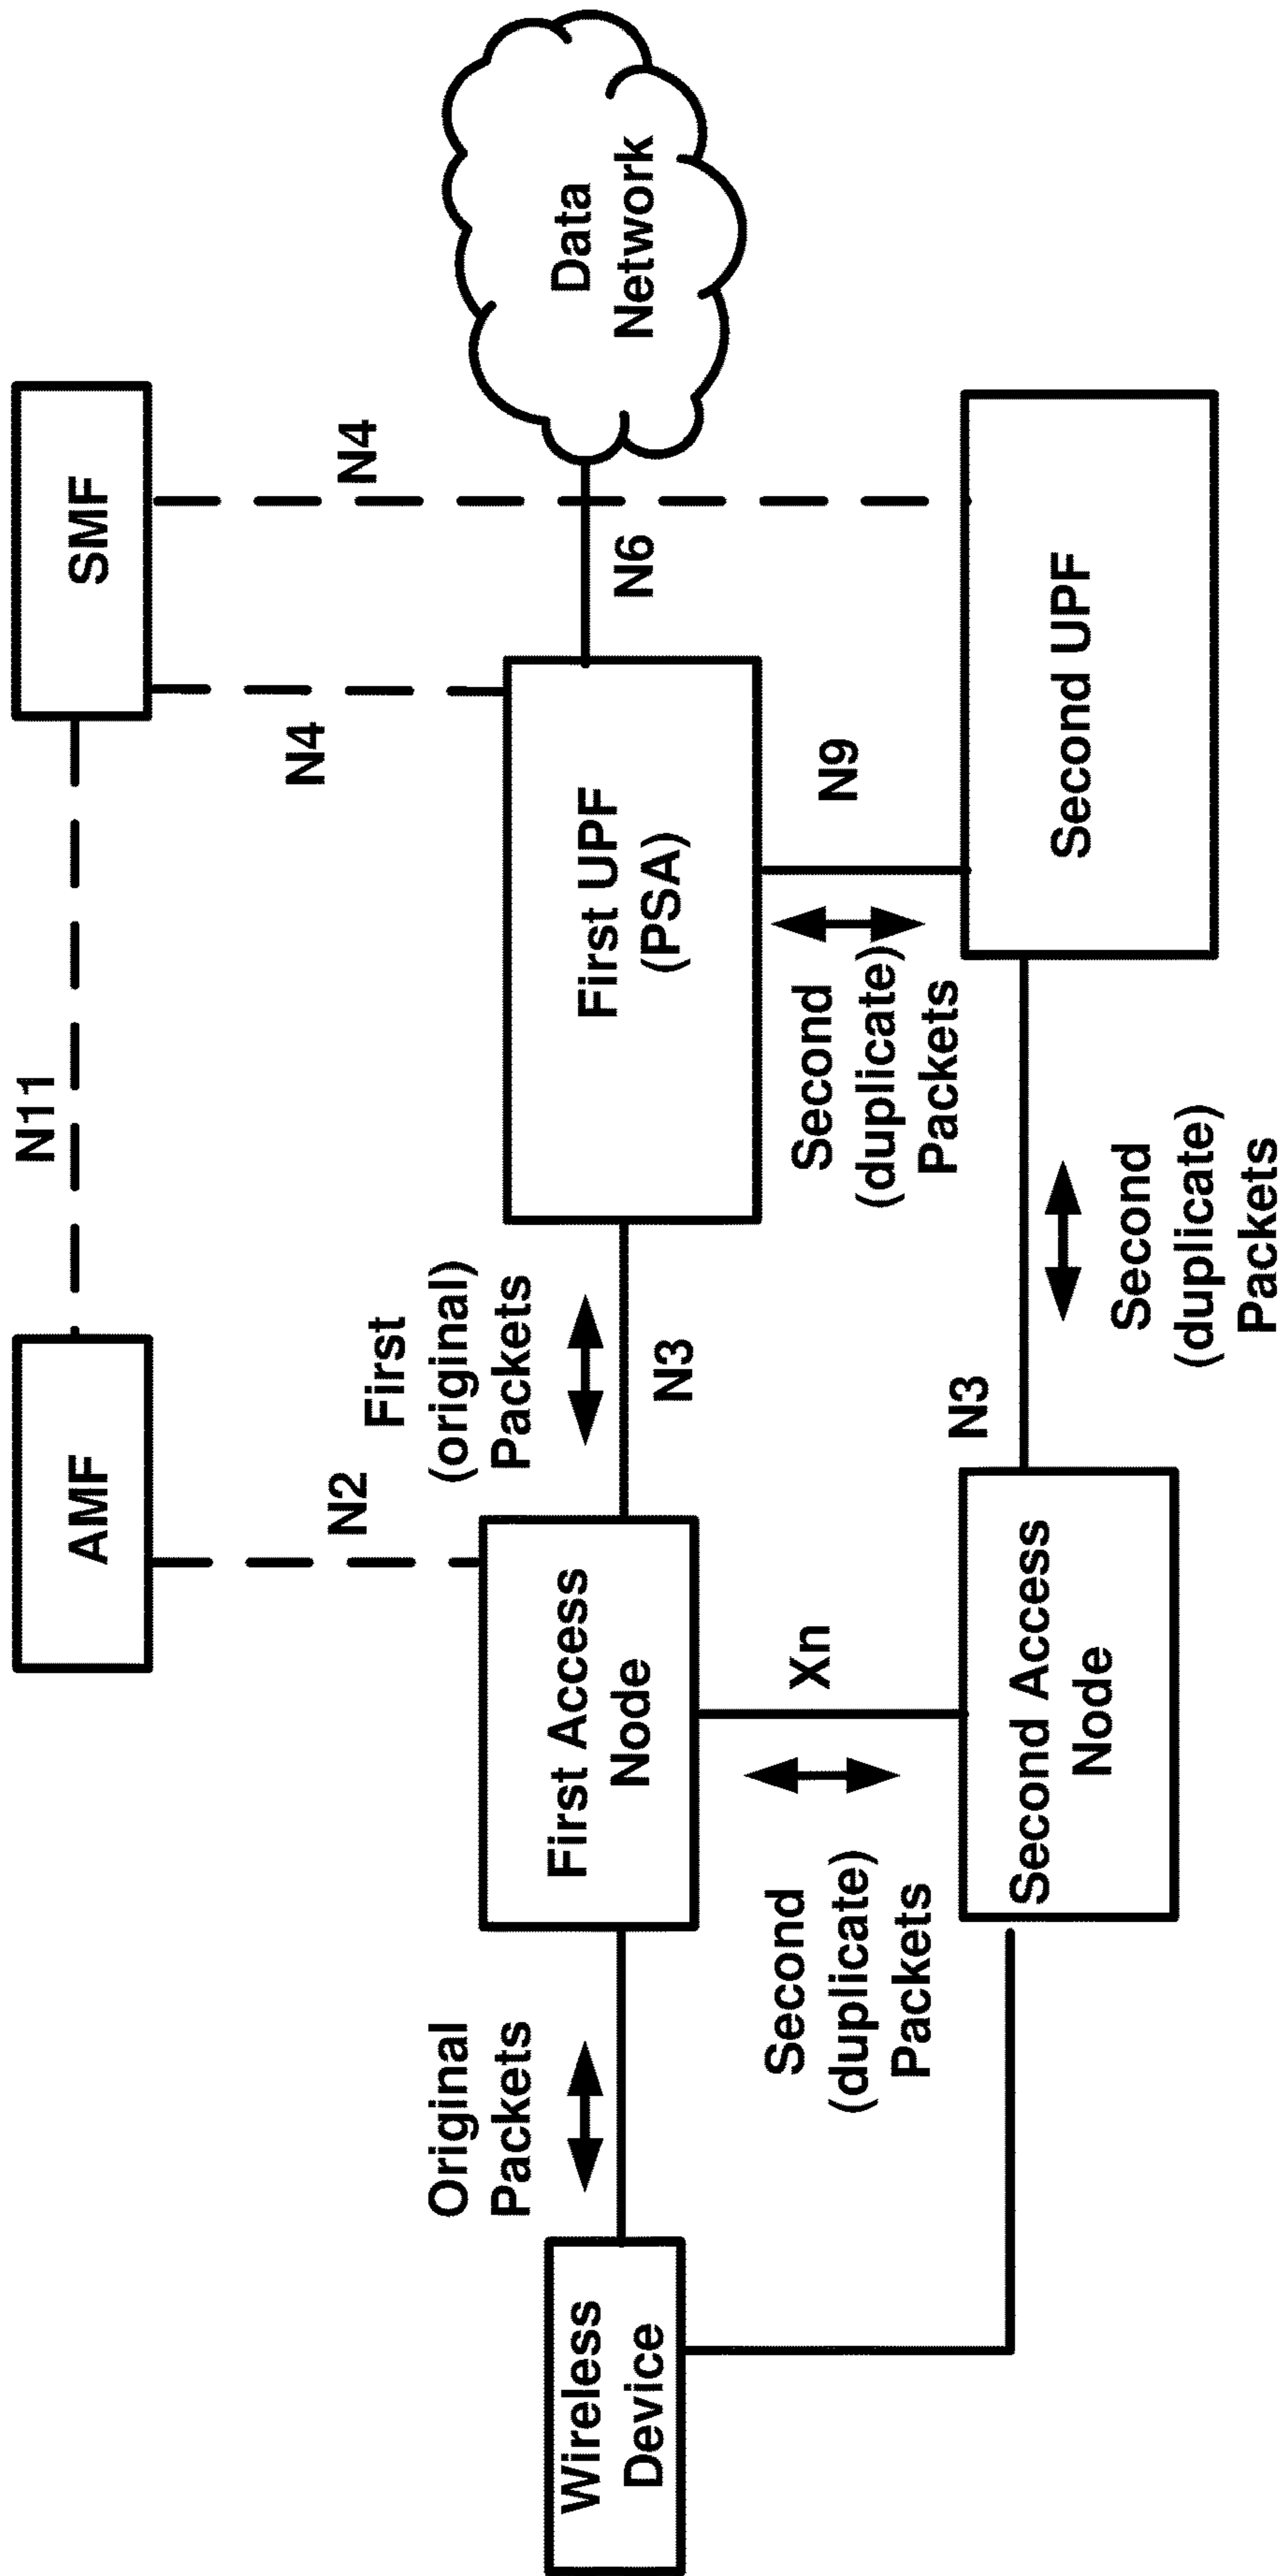 AMF
N11
SMF
N2
N4
N4
Original
Packets
First
(original)
Packets
Wireless
Device
First Access
Node
N3
First UPF
(PSA)
N6
Data
Network
Second
(duplicate)
Packets
Xn
Second
(duplicate)
Packets
N9
Second Access
Node
N3
Second
(duplicate)
Packets
Second UPF